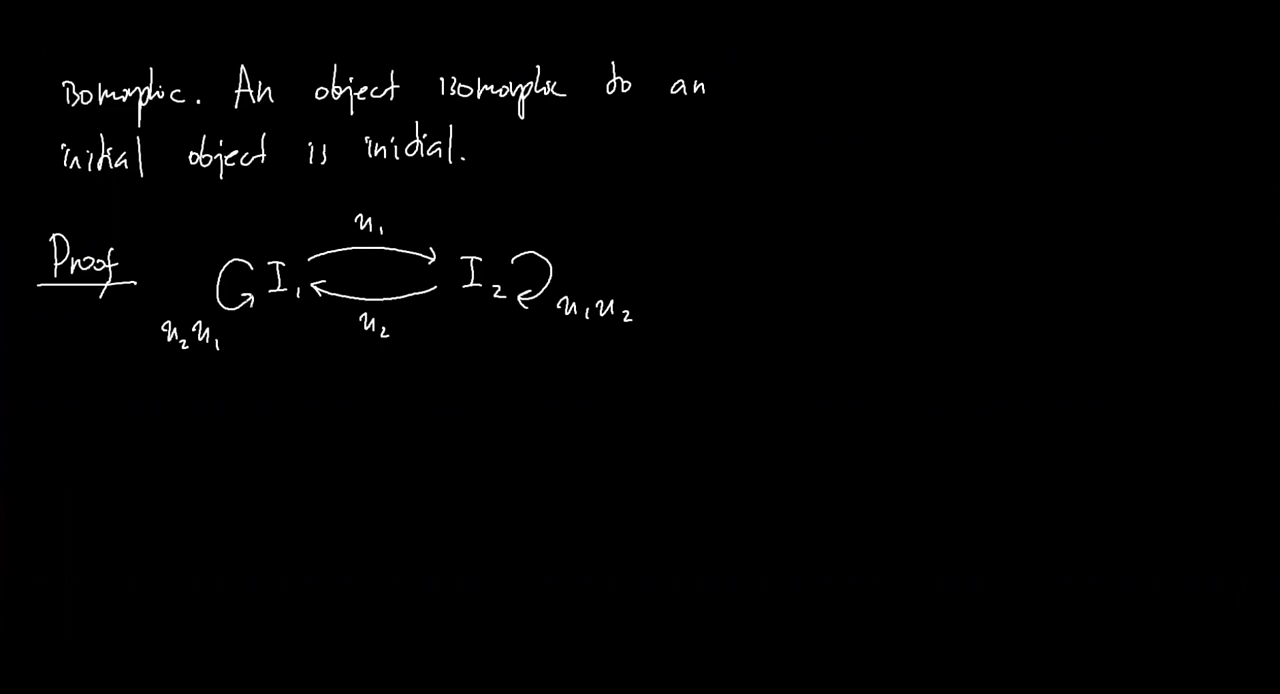 isomorphic. An object isomorphic to an
initial object is initial.
Proof
u₁
I₁ I₂
u₂u₁ u₂ u₁u₂